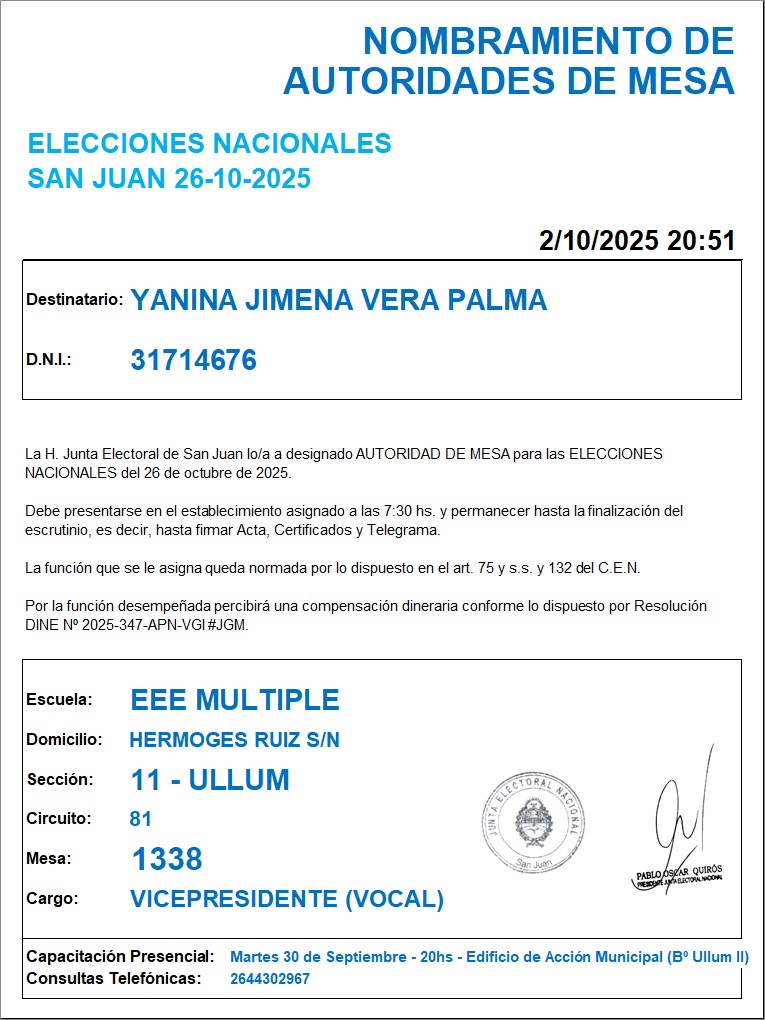 NOMBRAMIENTO DE
AUTORIDADES DE MESA
ELECCIONES NACIONALES
SAN JUAN 26-10-2025
2/10/2025 20:51
Destinatario: YANINA JIMENA VERA PALMA
D.N.I.: 31714676
La H. Junta Electoral de San Juan lo/a a designado AUTORIDAD DE MESA para las ELECCIONES
NACIONALES del 26 de octubre de 2025.
Debe presentarse en el establecimiento asignado a las 7:30 hs. y permanecer hasta la finalización del
escrutinio, es decir, hasta firmar Acta, Certificados y Telegrama.
La función que se le asigna queda normada por lo dispuesto en el art. 75 y s.s. y 132 del C.E.N.
Por la función desempeñada percibirá una compensación dineraria conforme lo dispuesto por Resolución
DINE Nº 2025-347-APN-VGI#JGM.
Escuela: EEE MULTIPLE
Domicilio: HERMOGES RUIZ S/N
Sección: 11 - ULLUM
Circuito: 81
Mesa: 1338
Cargo: VICEPRESIDENTE (VOCAL)
JUNTA ELECTORAL NACIONAL
San Juan
PABLO OSCAR QUIRÓS
PRESIDENTE JUNTA ELECTORAL NACIONAL
Capacitación Presencial: Martes 30 de Septiembre - 20hs - Edificio de Acción Municipal (Bº Ullum II)
Consultas Telefónicas: 2644302967